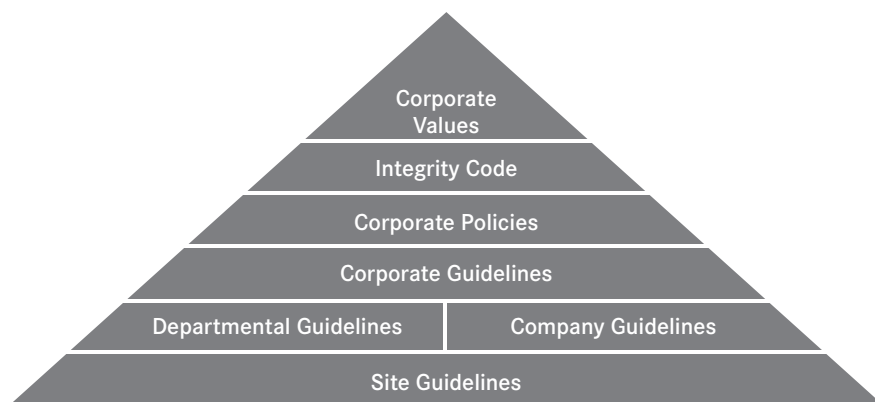 Corporate
Values
Integrity Code
Corporate Policies
Corporate Guidelines
Departmental Guidelines
Company Guidelines
Site Guidelines